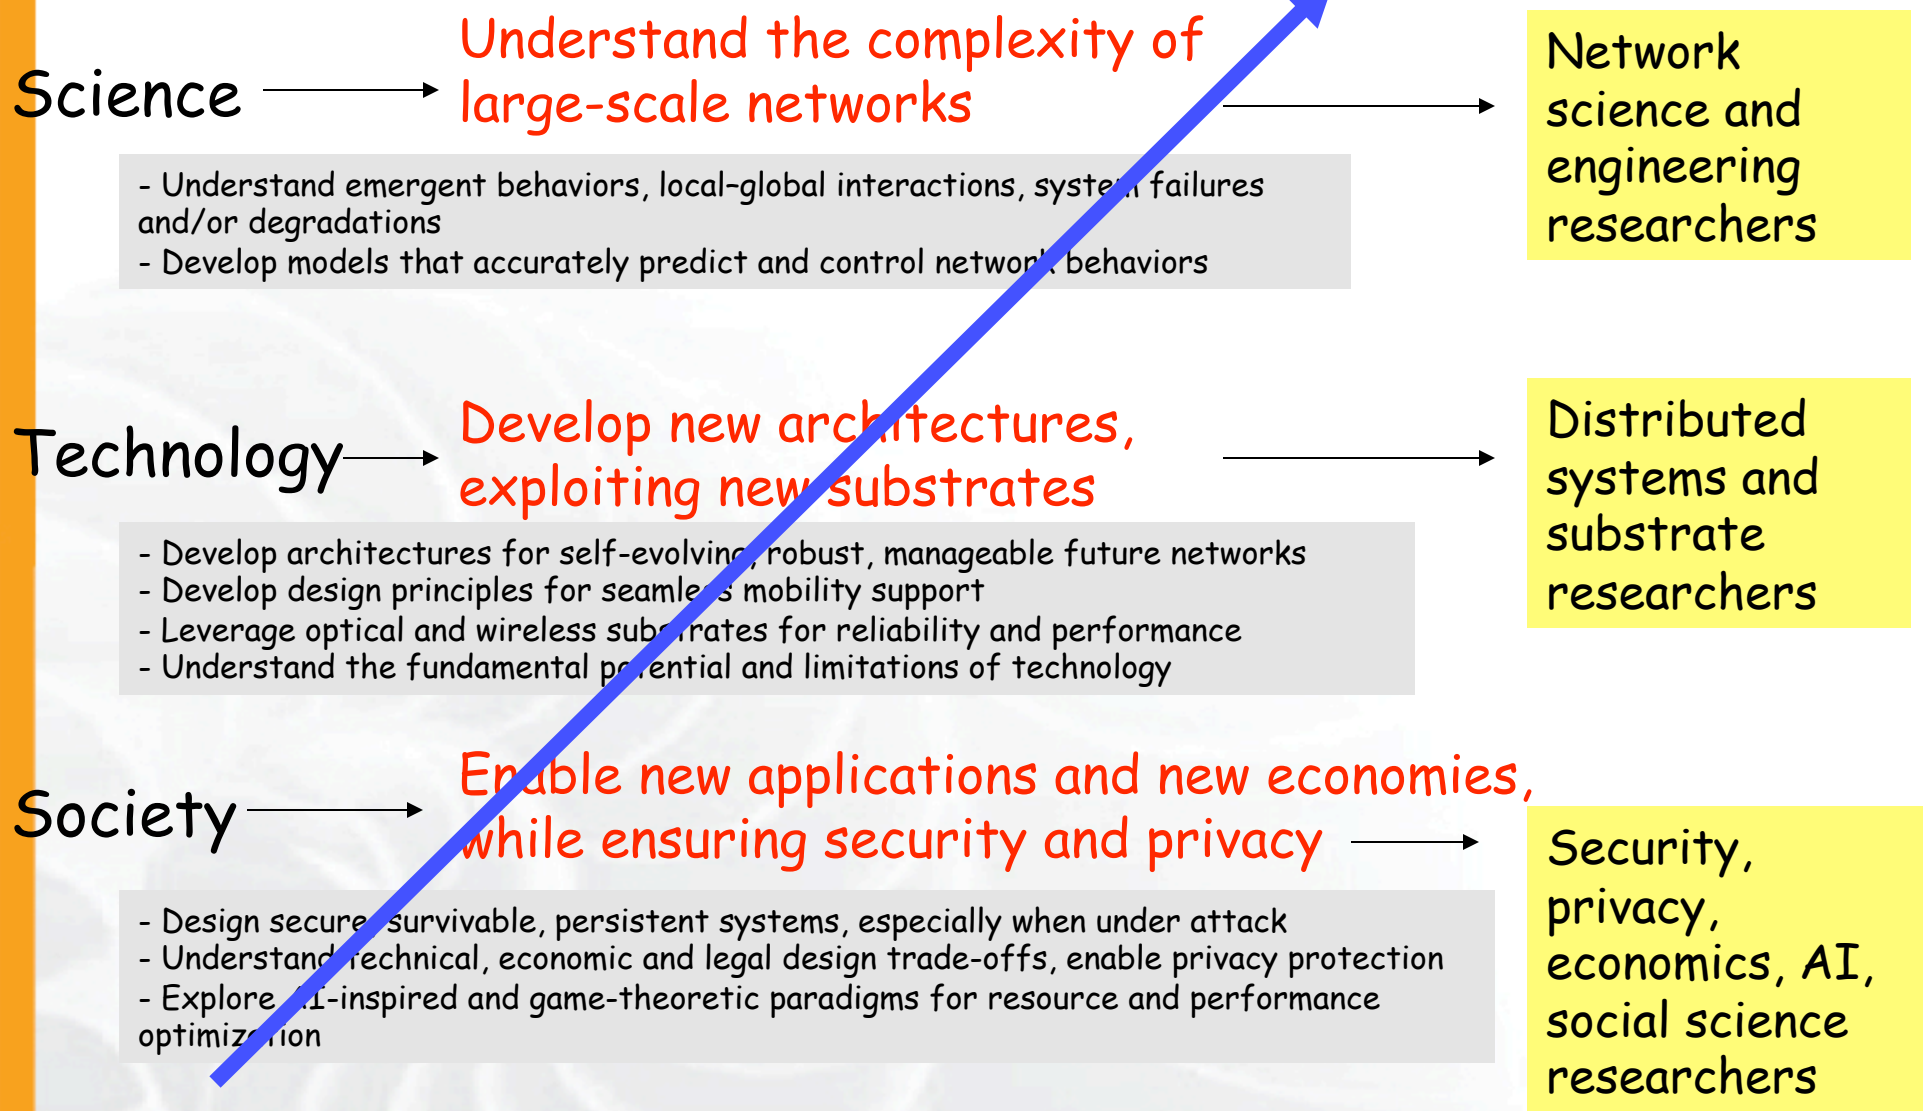 Science
Understand the complexity of
large-scale networks
Network
science and
engineering
researchers
- Understand emergent behaviors, local-global interactions, system failures
and/or degradations
- Develop models that accurately predict and control network behaviors
Technology
Develop new architectures,
exploiting new substrates
Distributed
systems and
substrate
researchers
- Develop architectures for self-evolving, robust, manageable future networks
- Develop design principles for seamless mobility support
- Leverage optical and wireless substrates for reliability and performance
- Understand the fundamental potential and limitations of technology
Society
Enable new applications and new economies,
while ensuring security and privacy
Security,
privacy,
economics, AI,
social science
researchers
- Design secure, survivable, persistent systems, especially when under attack
- Understand technical, economic and legal design trade-offs, enable privacy protection
- Explore AI-inspired and game-theoretic paradigms for resource and performance
optimization